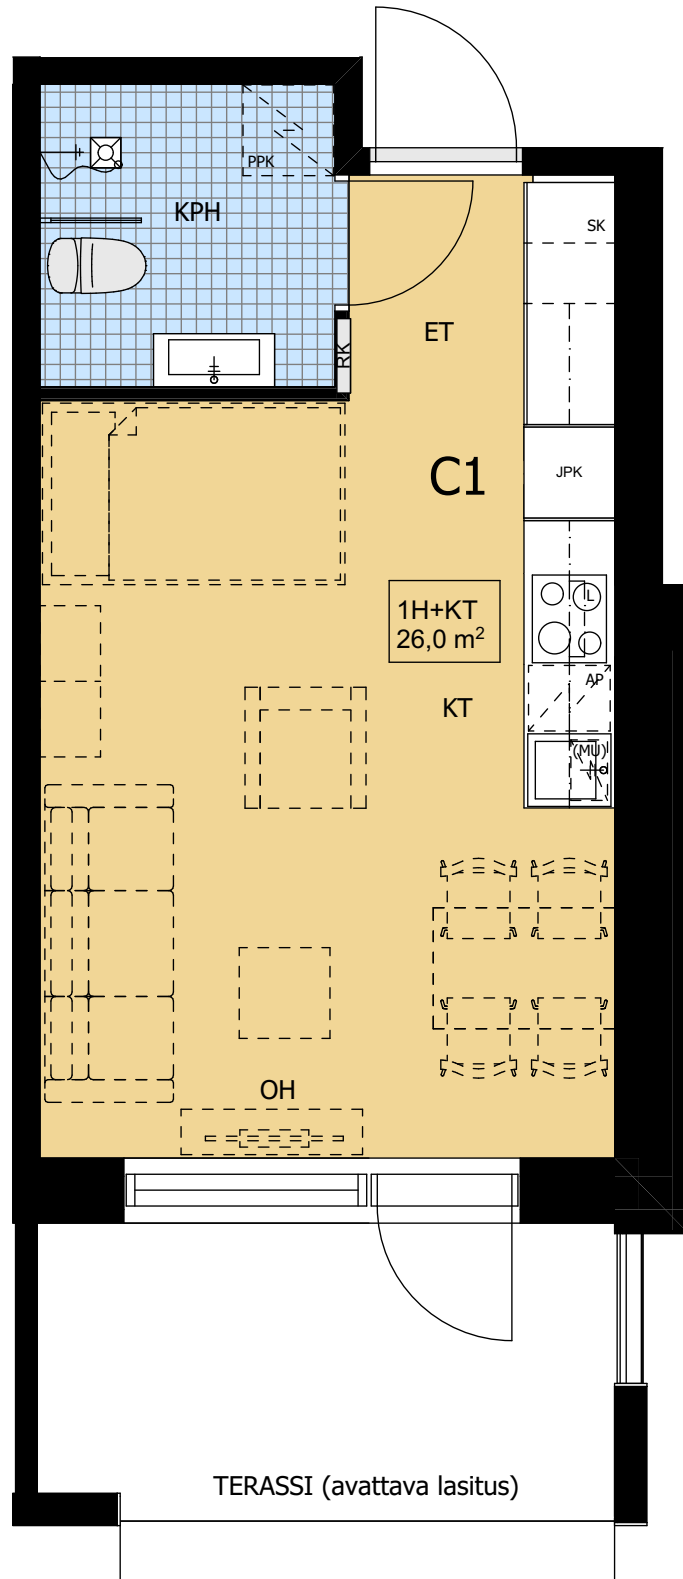 PPK
KPH
SK
ET
RK
C1
JPK
1H+KT
26,0 m²
L
AP
KT
(MU)
OH
TERASSI (avattava lasitus)